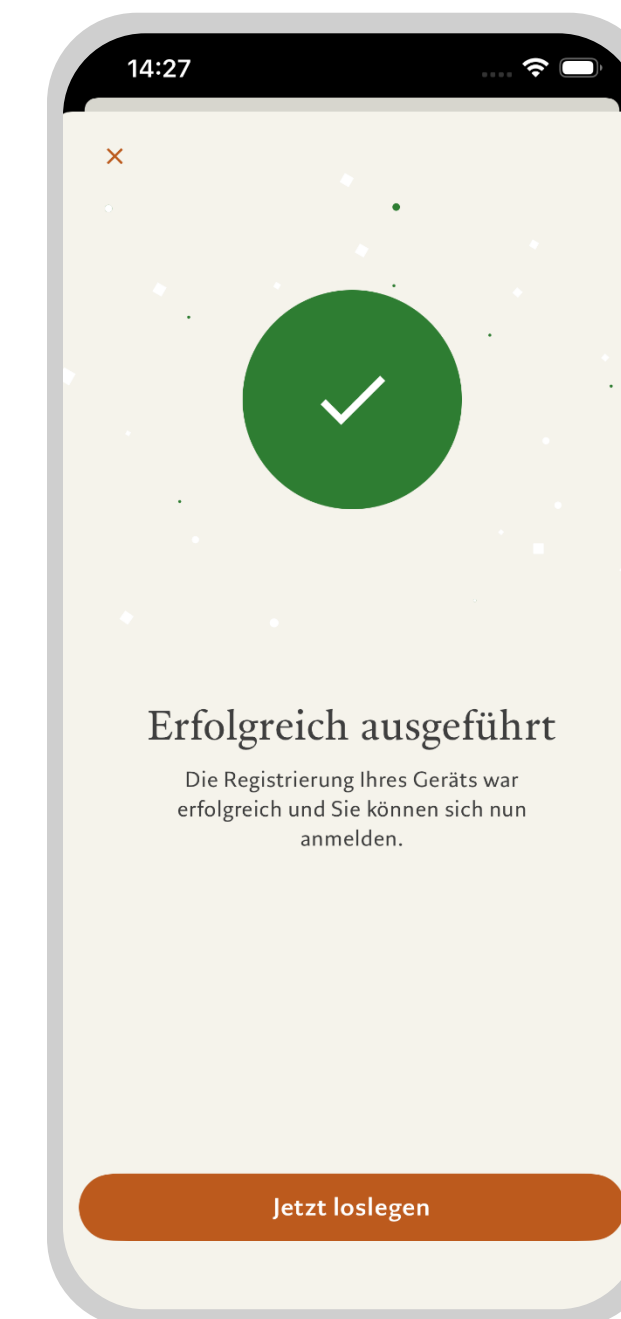 14:27
Erfolgreich ausgeführt
Die Registrierung Ihres Geräts war
erfolgreich und Sie können sich nun
anmelden.
Jetzt loslegen